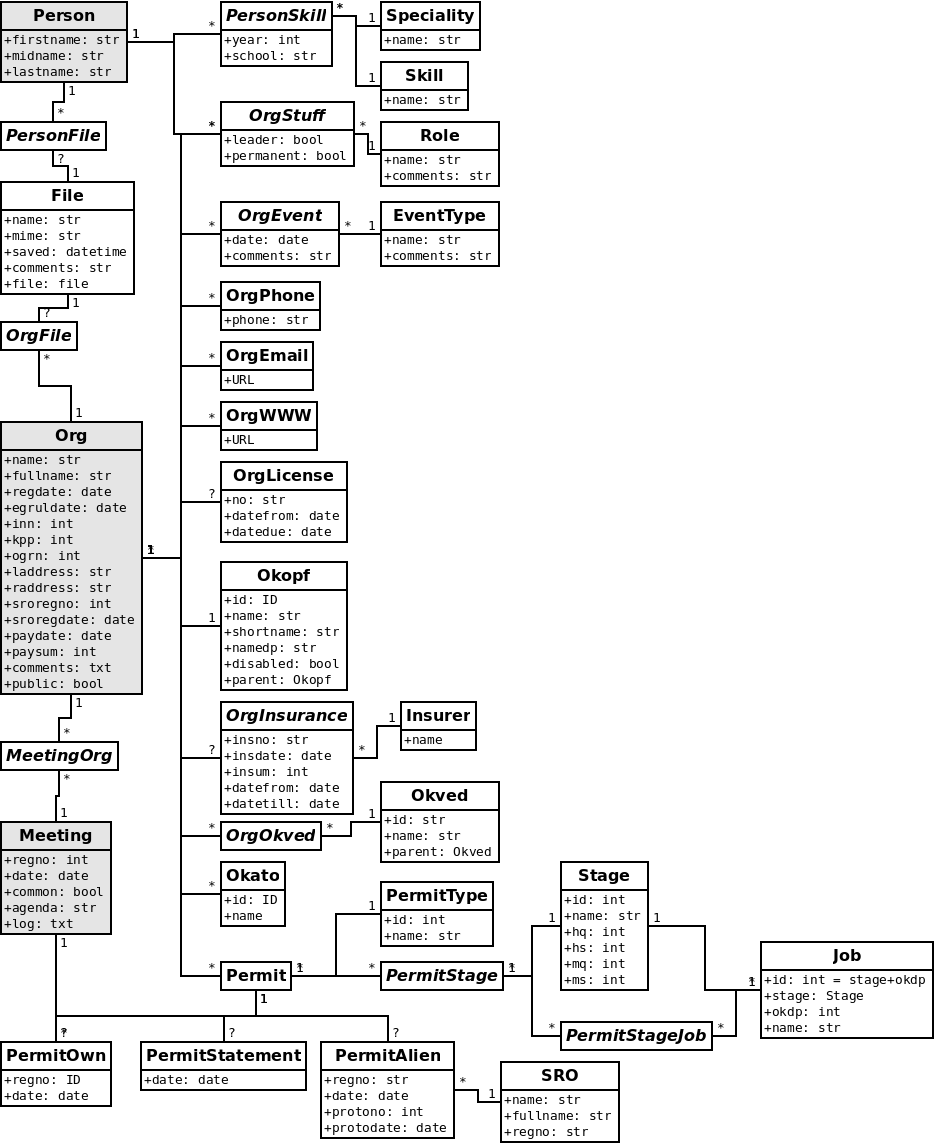 Person
+firstname: str
+midname: str
+lastname: str
1
1
*
PersonFile
?
1
File
+name: str
+mime: str
+saved: datetime
+comments: str
+file: file
1
?
OrgFile
*
1
Org
+name: str
+fullname: str
+regdate: date
+egruldate: date
+inn: int
+kpp: int
+ogrn: int
+laddress: str
+raddress: str
+sroregno: int
+sroregdate: date
+paydate: date
+paysum: int
+comments: txt
+public: bool
1
1
*
MeetingOrg
*
1
Meeting
+regno: int
+date: date
+common: bool
+agenda: str
+log: txt
1
*
PersonSkill
+year: int
+school: str
*
1
Speciality
+name: str
1
Skill
+name: str
*
OrgStuff
+leader: bool
+permanent: bool
*
1
Role
+name: str
+comments: str
*
OrgEvent
+date: date
+comments: str
*
1
EventType
+name: str
+comments: str
*
OrgPhone
+phone: str
*
OrgEmail
+URL
*
OrgWWW
+URL
?
OrgLicense
+no: str
+datefrom: date
+datedue: date
1
Okopf
+id: ID
+name: str
+shortname: str
+namedp: str
+disabled: bool
+parent: Okopf
?
OrgInsurance
+insno: str
+insdate: date
+insum: int
+datefrom: date
+datetill: date
*
1
Insurer
+name
*
OrgOkved
*
1
Okved
+id: str
+name: str
+parent: Okved
*
Okato
+id: ID
+name
*
Permit
1
1
PermitType
+id: int
+name: str
*
PermitStage
1
1
Stage
+id: int
+name: str
+hq: int
+hs: int
+mq: int
+ms: int
1
*
PermitStageJob
*
1
Job
+id: int = stage+okdp
+stage: Stage
+okdp: int
+name: str
PermitOwn
+regno: ID
+date: date
?
PermitStatement
+date: date
?
PermitAlien
+regno: str
+date: date
+protono: int
+protodate: date
*
1
SRO
+name: str
+fullname: str
+regno: str